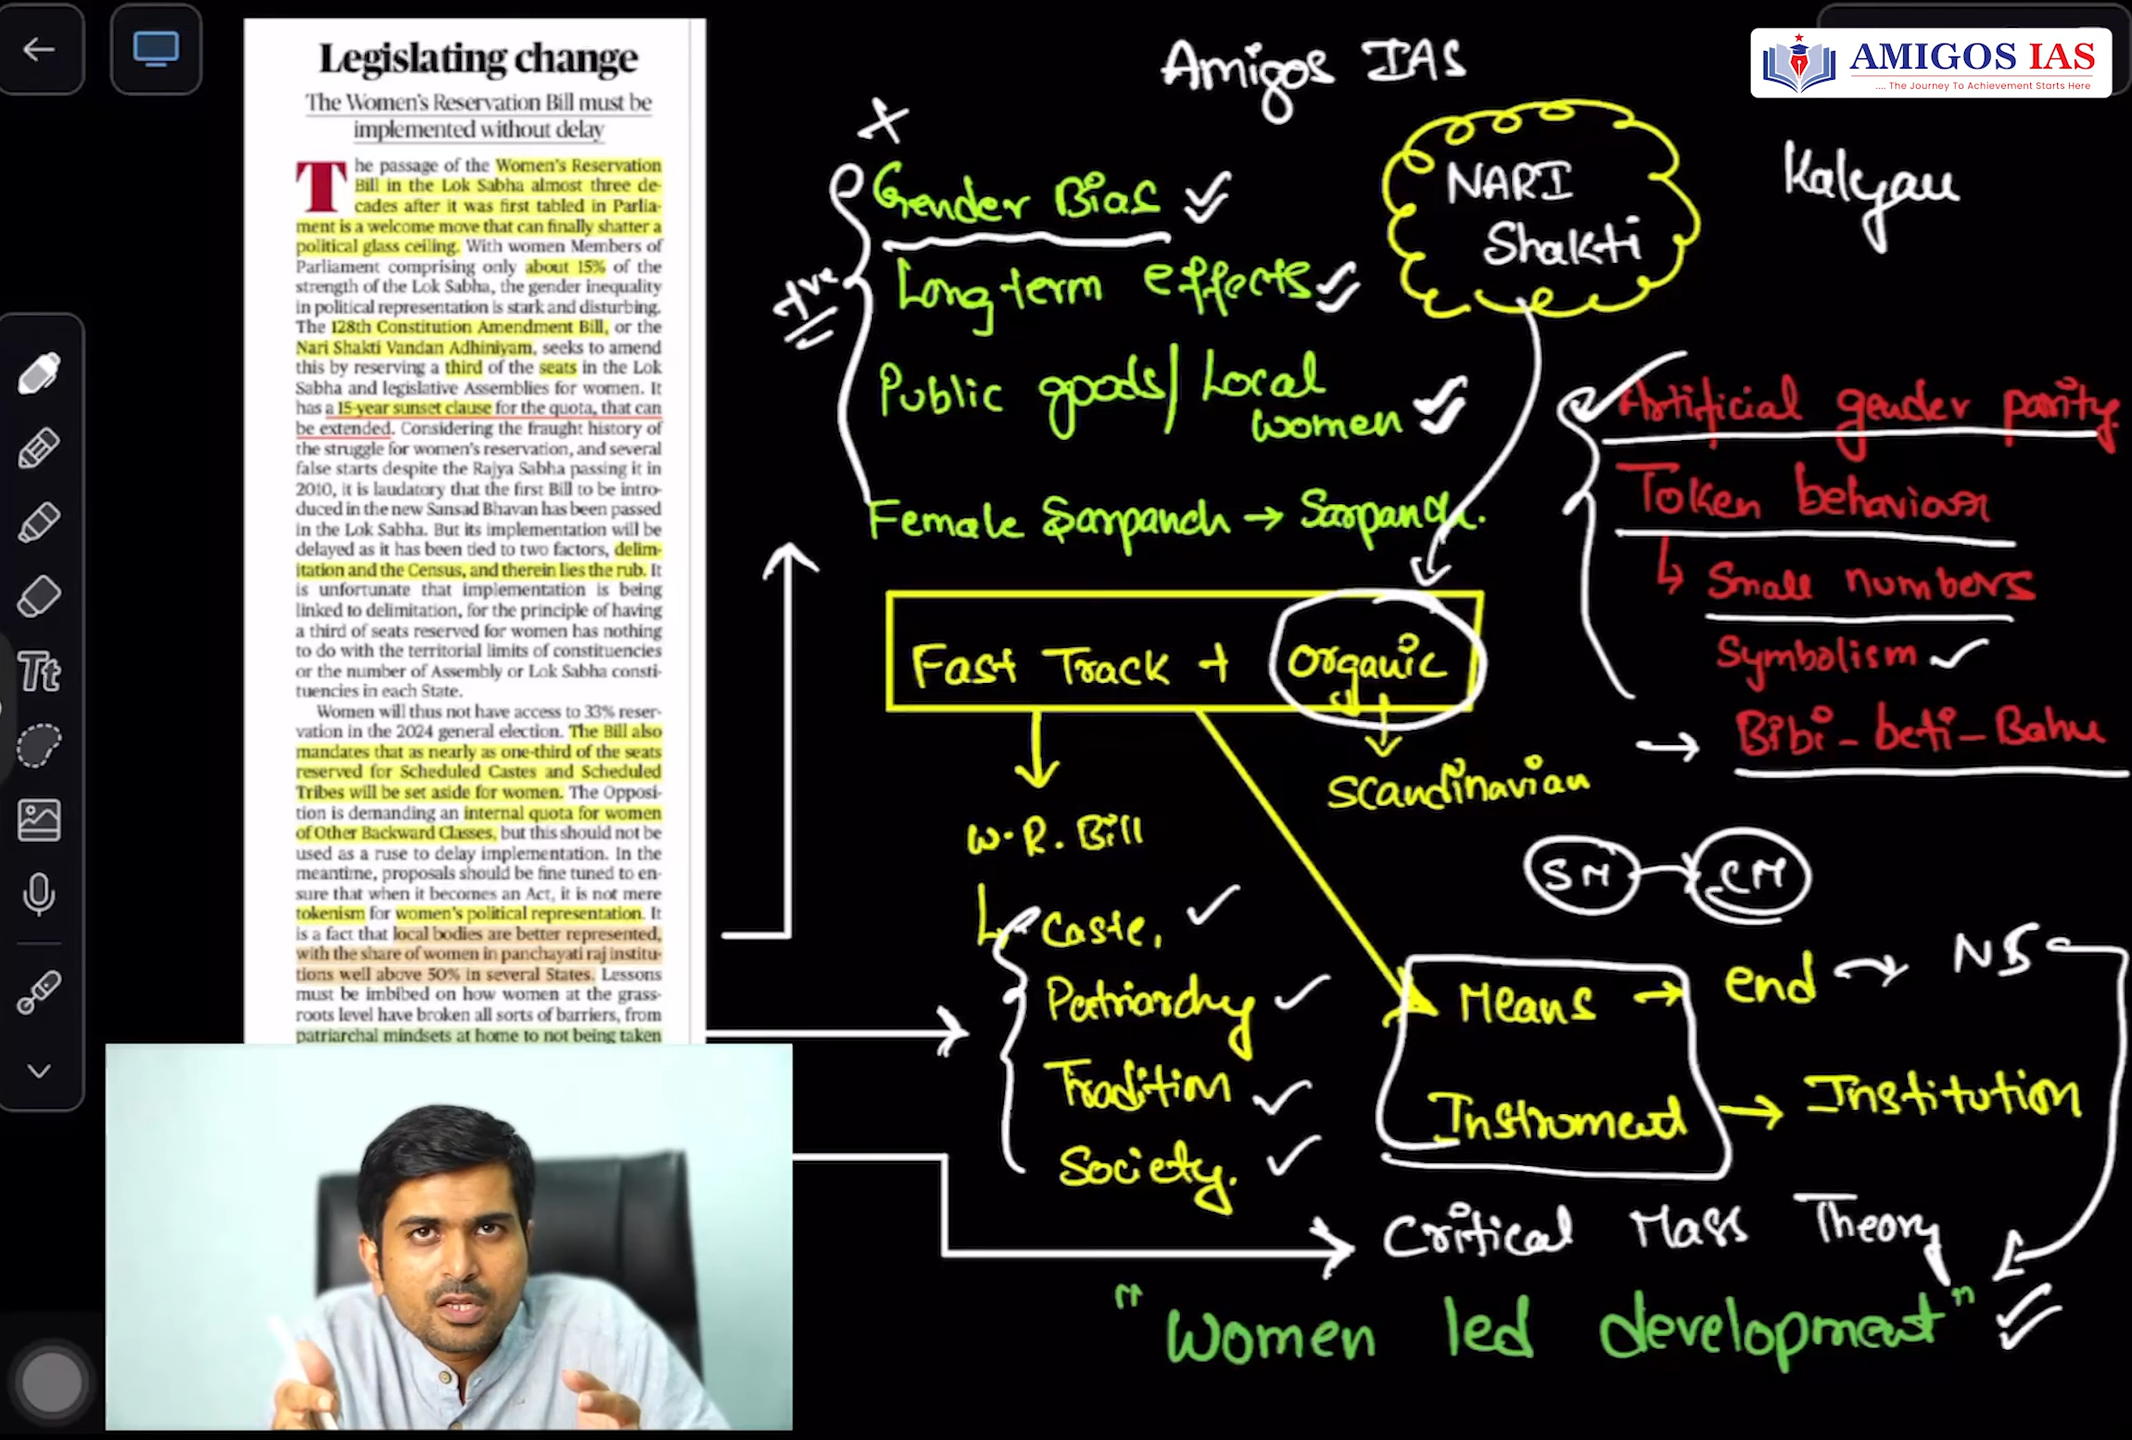 Legislating change
The Women's Reservation Bill must be
implemented without delay
The passage of the Women's Reservation
Bill in the Lok Sabha almost three de-
cades after it was first tabled in Parlia-
ment is a welcome move that can finally shatter a
political glass ceiling. With women Members of
Parliament comprising only about 15% of the
strength of the Lok Sabha, the gender inequality
in political representation is stark and disturbing.
The 128th Constitution Amendment Bill, or the
Nari Shakti Vandan Adhiniyam, seeks to amend
this by reserving a third of the seats in the Lok
Sabha and legislative Assemblies for women. It
has a 15-year sunset clause for the quota, that can
be extended. Considering the fraught history of
the struggle for women's reservation, and several
false starts despite the Rajya Sabha passing it in
2010, it is laudatory that the first Bill to be intro-
duced in the new Sansad Bhavan has been passed
in the Lok Sabha. But its implementation will be
delayed as it has been tied to two factors, delim-
itation and the Census, and therein lies the rub. It
is unfortunate that implementation is being
linked to delimitation, for the principle of having
a third of seats reserved for women has nothing
to do with the territorial limits of constituencies
or the number of Assembly or Lok Sabha consti-
tuencies in each State.
Women will thus not have access to 33% reser-
vation in the 2024 general election. The Bill also
mandates that as nearly as one-third of the seats
reserved for Scheduled Castes and Scheduled
Tribes will be set aside for women. The Opposi-
tion is demanding an internal quota for women
of Other Backward Classes, but this should not be
used as a ruse to delay implementation. In the
meantime, proposals should be fine tuned to en-
sure that when it becomes an Act, it is not mere
tokenism for women's political representation. It
is a fact that local bodies are better represented,
with the share of women in panchayati raj institu-
tions well above 50% in several States. Lessons
must be imbibed on how women at the grass-
roots level have broken all sorts of barriers, from
patriarchal mindsets at home to not being taken
Amigos IAS
AMIGOS IAS
.... The Journey To Achievement Starts Here
NARI
Shakti
Kalyan
Gender Bias
+ve
Long term effects
Public goods/ Local
women
Female Sarpanch → Sarpanch.
Artificial gender parity
Token behaviour
↳ Small numbers
Symbolism
→ Bibi-beti-Bahu
Fast Track + Organic
Scandinavian
W.R. Bill
↳ Caste,
Patriarchy
Tradition
Society.
SM → CM
Means → end → NS
Instrument → Institution
Critical Mass Theory
"Women led development"
Tt